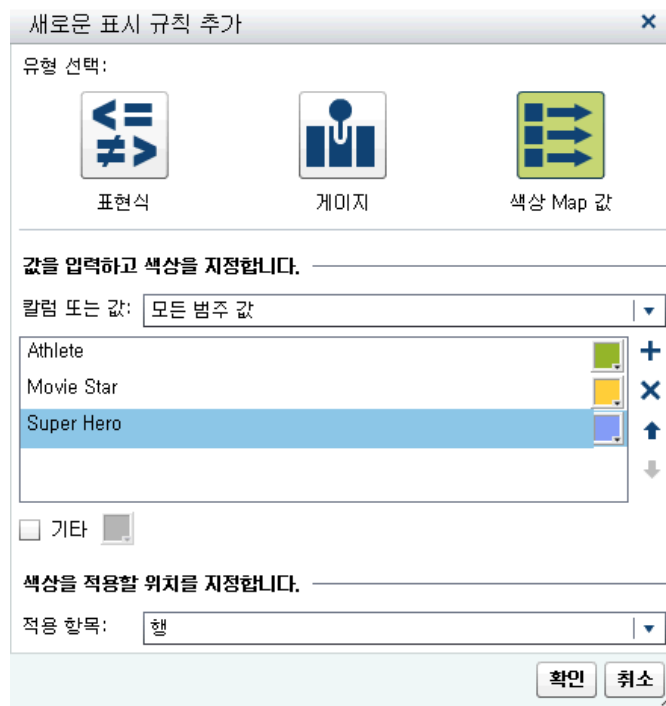 새로운 표시 규칙 추가
유형 선택:
표현식 게이지 색상 Map 값
값을 입력하고 색상을 지정합니다.
칼럼 또는 값: 모든 범주 값
Athlete
Movie Star
Super Hero
기타
색상을 적용할 위치를 지정합니다.
적용 항목: 행
확인 취소